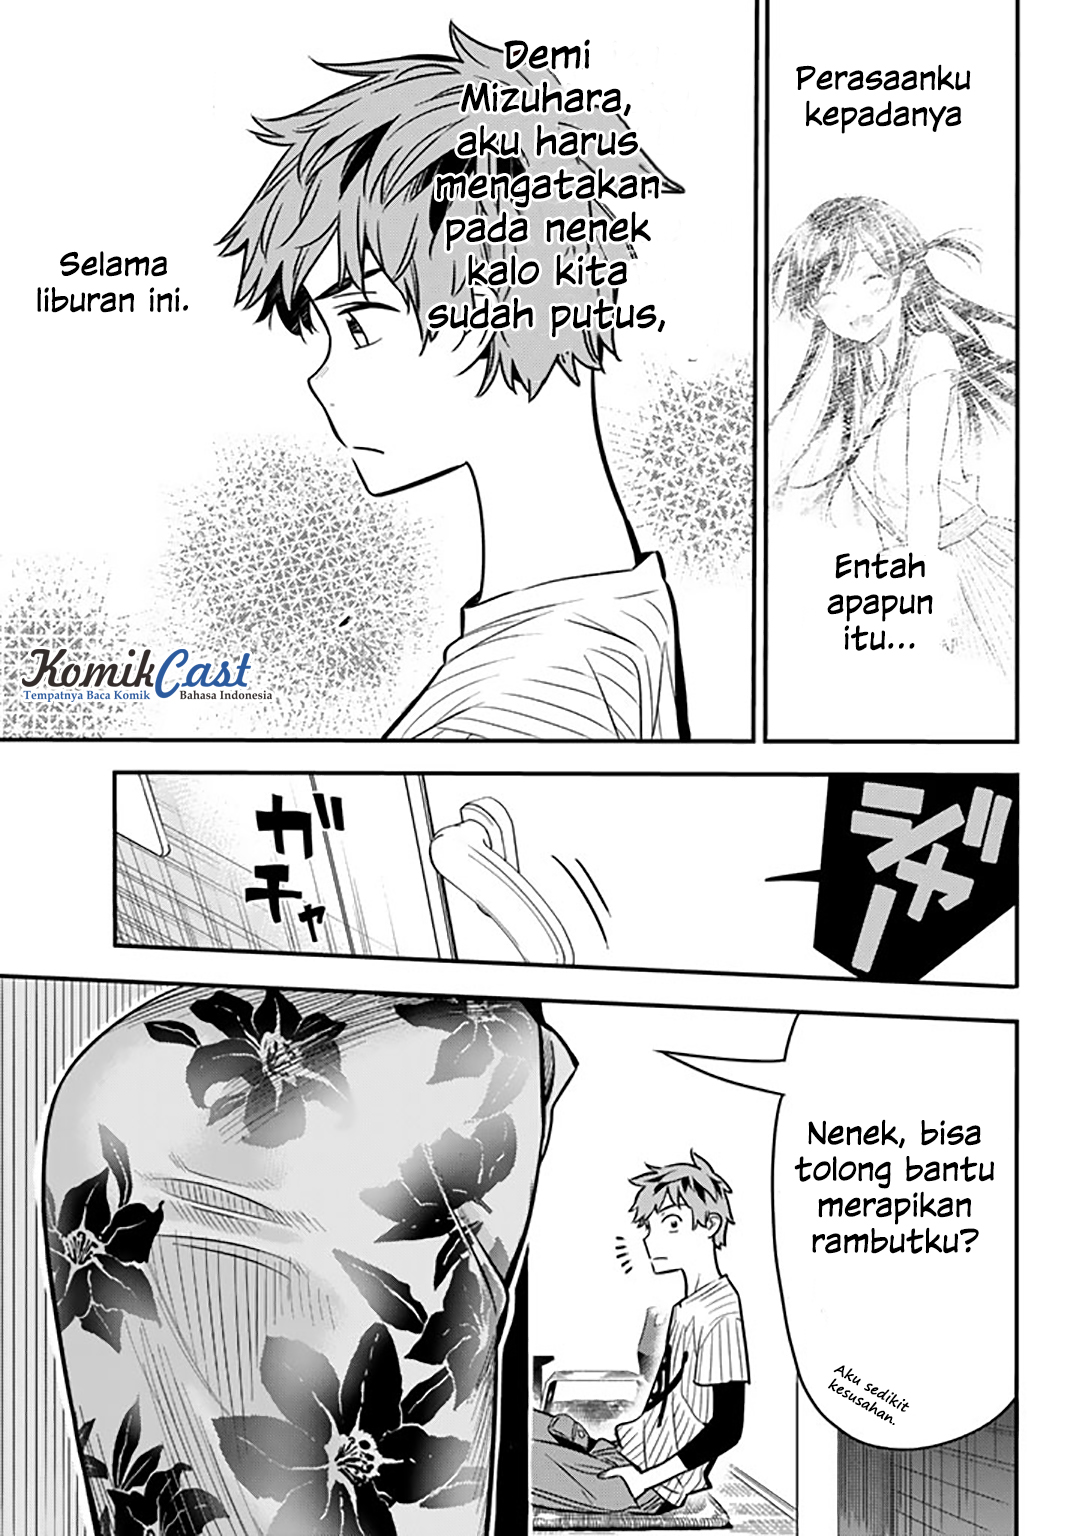 Perasaanku
kepadanya
Entah
apapun
itu...
Demi
Mizuhara,
aku harus
mengatakan
pada nenek
kalo kita
sudah putus,
Selama
liburan ini.
KomikCast
Tempatnya Baca Komik Bahasa Indonesia
ジャー
ガチャ
Nenek, bisa
tolong bantu
merapikan
rambutku?
Aku sedikit
kesusahan.